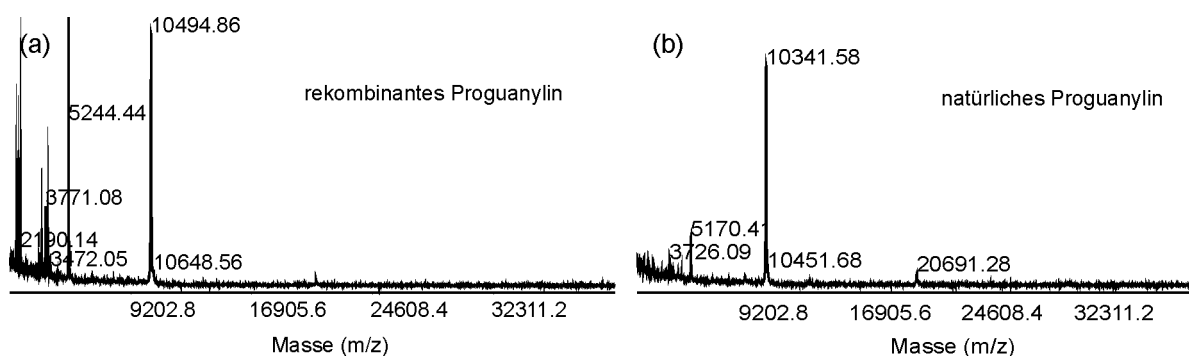 (a)
10494.86
rekombinantes Proguanylin
5244.44
3771.08
2190.14
3472.05
10648.56
9202.8 16905.6 24608.4 32311.2
Masse (m/z)
(b)
10341.58
natürliches Proguanylin
5170.41
3726.09
10451.68
20691.28
9202.8 16905.6 24608.4 32311.2
Masse (m/z)